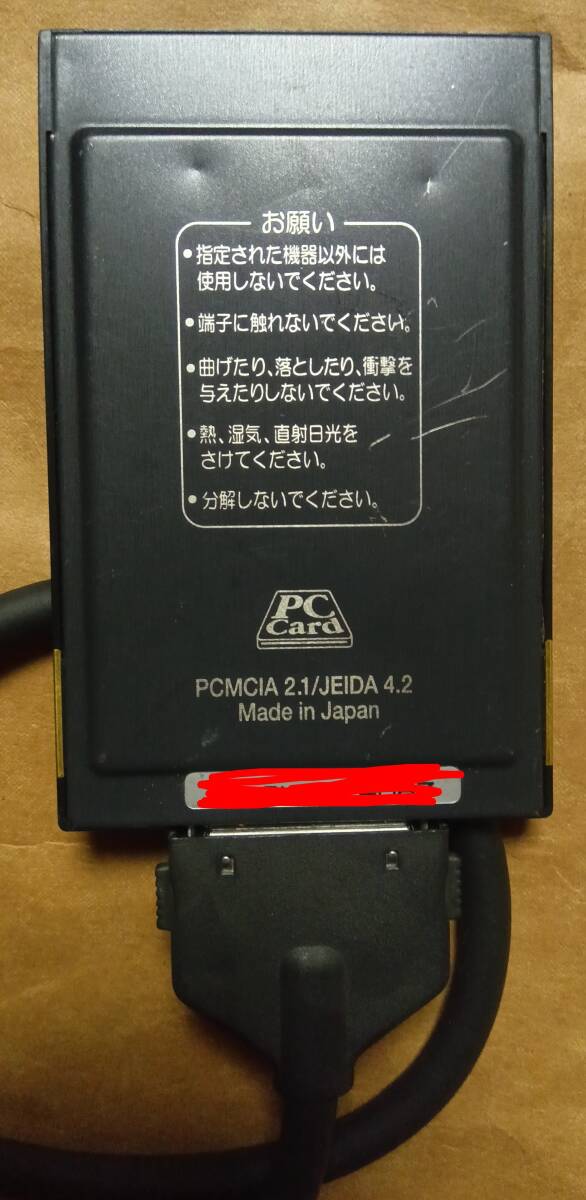 お願い
•指定された機器以外には
使用しないでください。
•端子に触れないでください。
•曲げたり、落としたり、衝撃を
与えたりしないでください。
•熱、湿気、直射日光を
さけてください。
•分解しないでください。
PC
Card
PCMCIA 2.1/JEIDA 4.2
Made in Japan